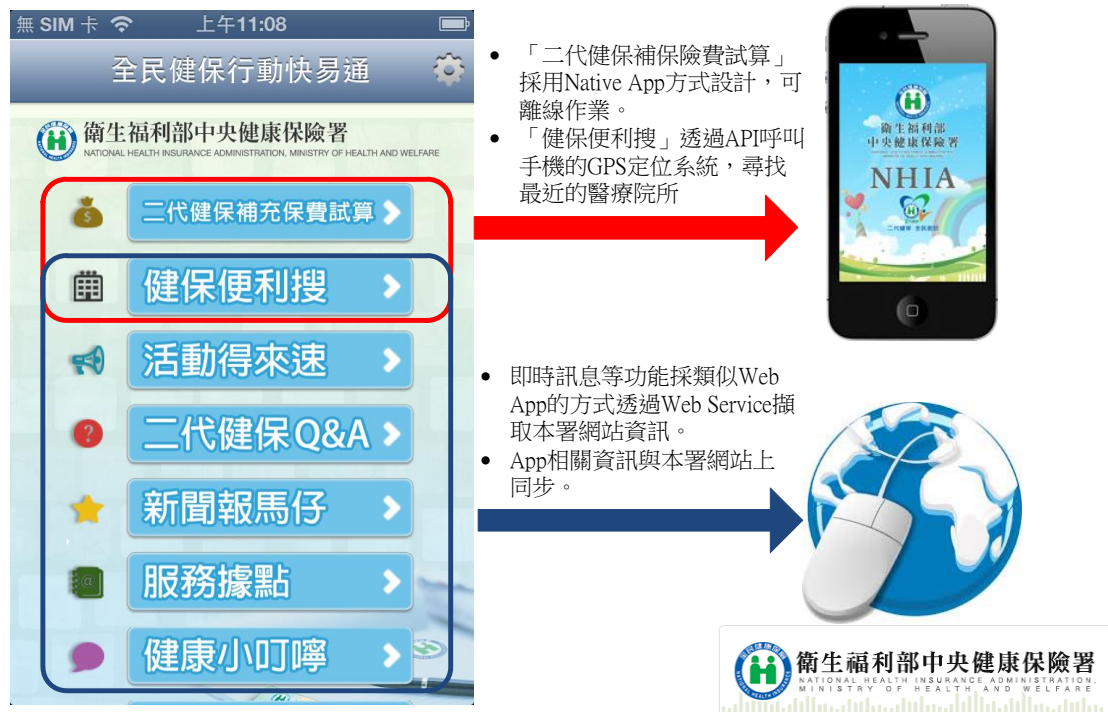 無 SIM 卡 上午11:08
全民健保行動快易通
衛生福利部中央健康保險署
NATIONAL HEALTH INSURANCE ADMINISTRATION, MINISTRY OF HEALTH AND WELFARE
二代健保補充保費試算
健保便利搜
活動得來速
二代健保Q&A
新聞報馬仔
服務據點
健康小叮嚀
• 「二代健保補保險費試算」
採用Native App方式設計，可
離線作業。
• 「健保便利搜」透過API呼叫
手機的GPS定位系統，尋找
最近的醫療院所
衛生福利部
中央健康保險署
NHIA
• 即時訊息等功能採類似Web
App的方式透過Web Service擷
取本署網站資訊。
• App相關資訊與本署網站上
同步。
衛生福利部中央健康保險署
NATIONAL HEALTH INSURANCE ADMINISTRATION,
MINISTRY OF HEALTH AND WELFARE